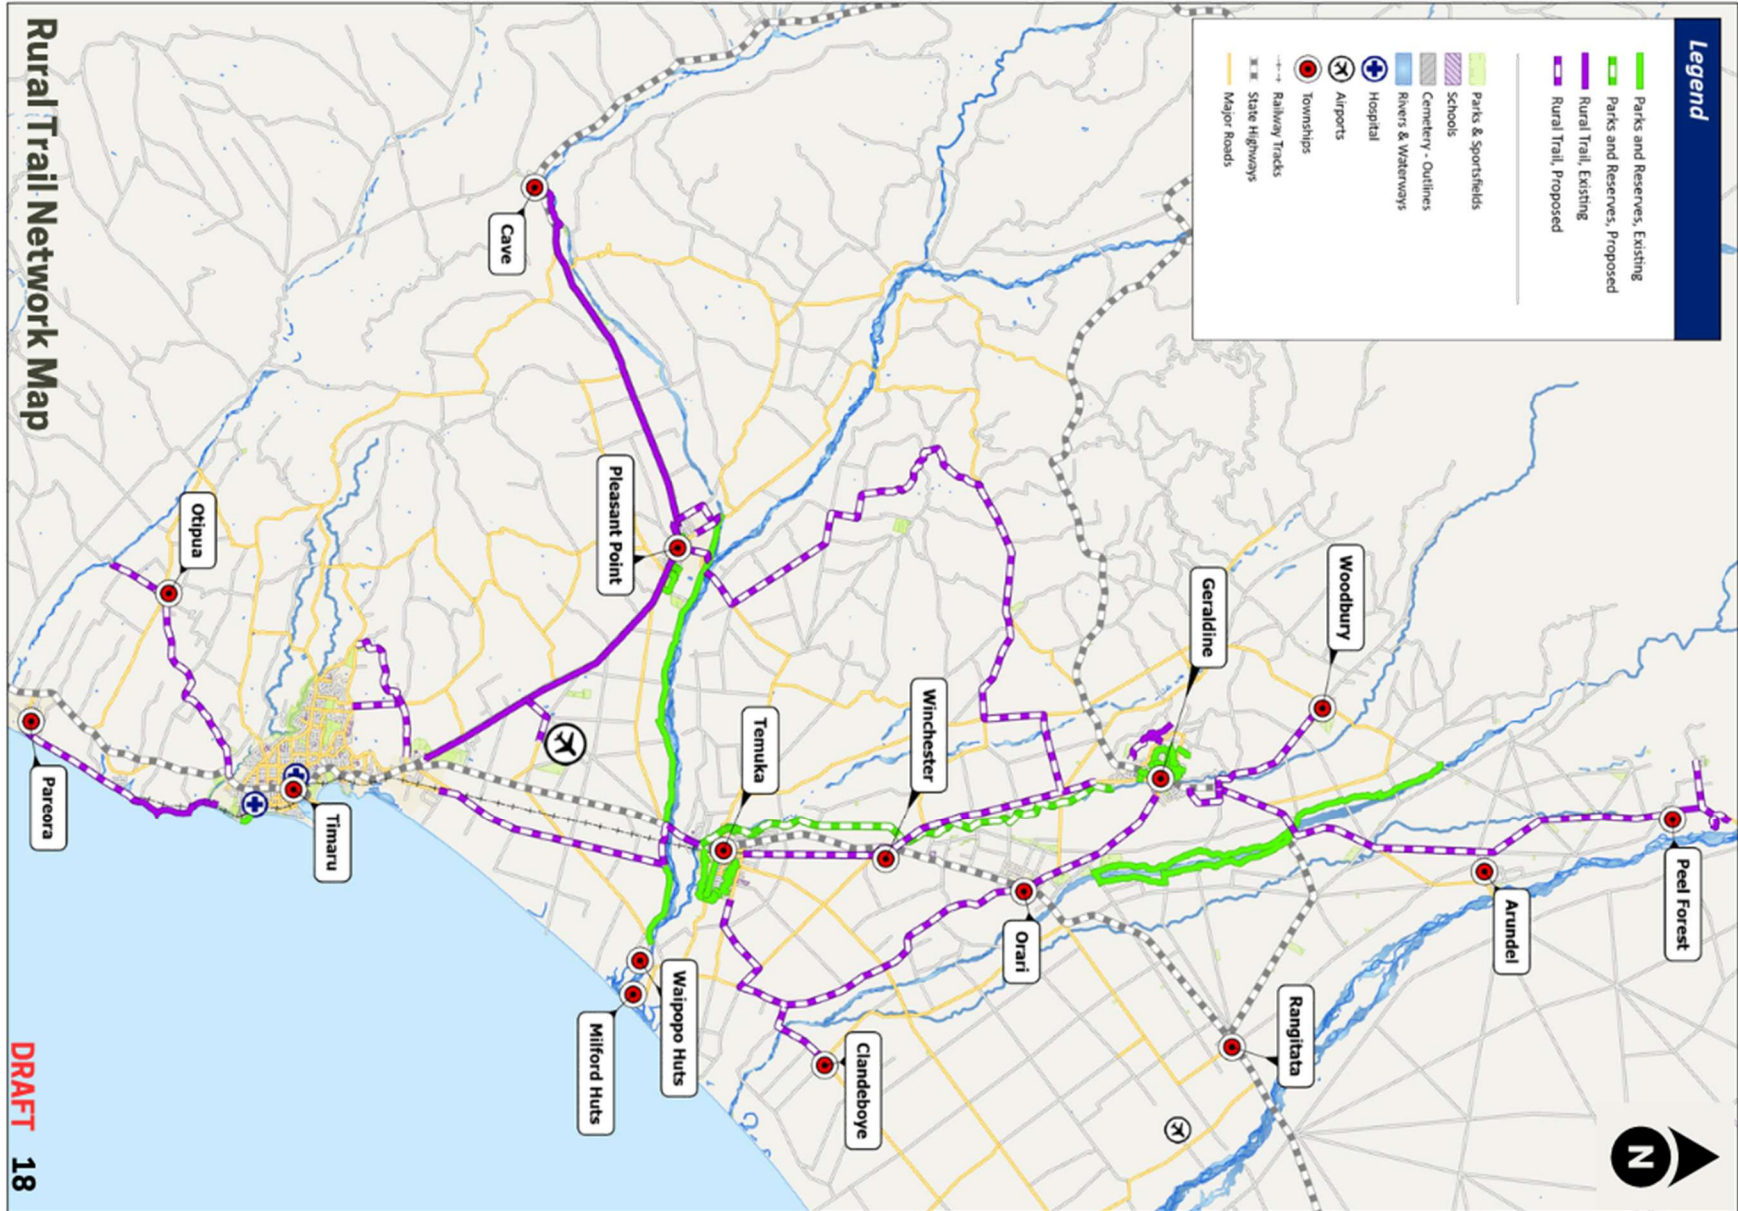 Legend
Parks and Reserves, Existing
Parks and Reserves, Proposed
Rural Trail, Existing
Rural Trail, Proposed
Parks & Sportsfields
Schools
Cemetery - Outlines
Rivers & Waterways
Hospital
Airports
Townships
Railway Tracks
State Highways
Major Roads
N
Peel Forest
Arundel
Woodbury
Rangitata
Geraldine
Orari
Winchester
Clandeboye
Temuka
Waipopo Huts
Pleasant Point
Milford Huts
Cave
Timaru
Otipua
Pareora
Rural Trail Network Map
DRAFT 18